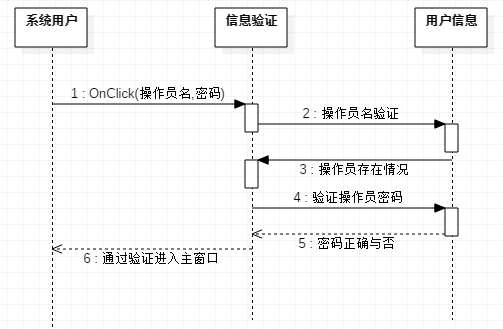 系统用户
信息验证
用户信息
1 : OnClick(操作员名,密码)
2 : 操作员名验证
3 : 操作员存在情况
4 : 验证操作员密码
5 : 密码正确与否
6 : 通过验证进入主窗口